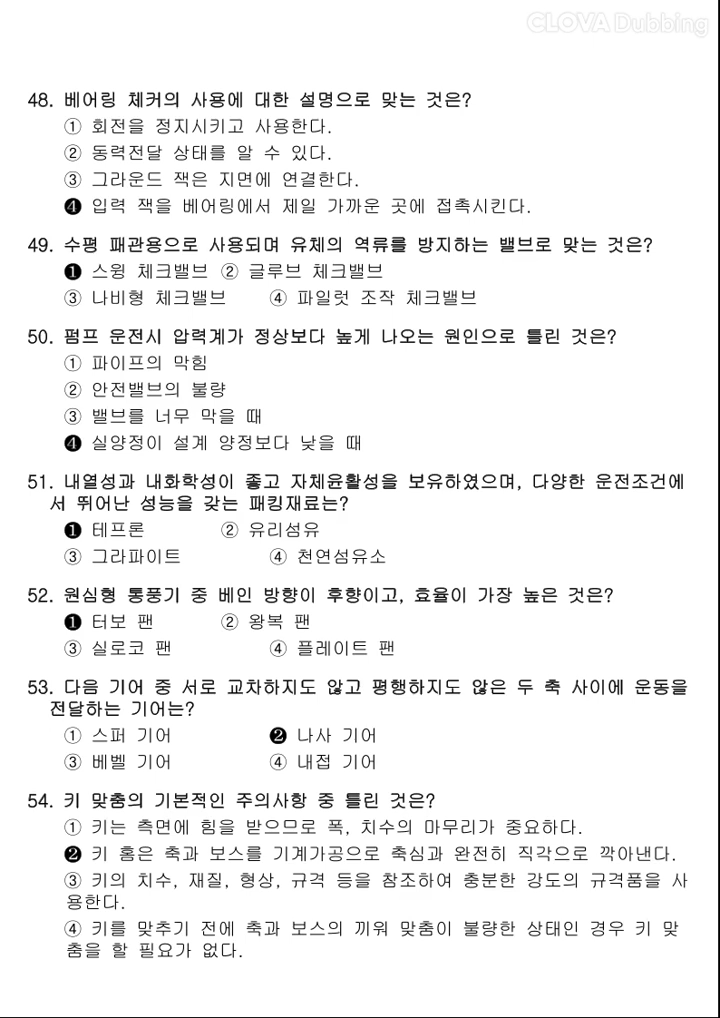 CLOVA Dubbing
48. 베어링 체커의 사용에 대한 설명으로 맞는 것은?
① 회전을 정지시키고 사용한다.
② 동력전달 상태를 알 수 있다.
③ 그라운드 잭은 지면에 연결한다.
❹ 입력 잭을 베어링에서 제일 가까운 곳에 접촉시킨다.
49. 수평 패관용으로 사용되며 유체의 역류를 방지하는 밸브로 맞는 것은?
❶ 스윙 체크밸브 ② 글루브 체크밸브
③ 나비형 체크밸브 ④ 파일럿 조작 체크밸브
50. 펌프 운전시 압력계가 정상보다 높게 나오는 원인으로 틀린 것은?
① 파이프의 막힘
② 안전밸브의 불량
③ 밸브를 너무 막을 때
❹ 실양정이 설계 양정보다 낮을 때
51. 내열성과 내화학성이 좋고 자체윤활성을 보유하였으며, 다양한 운전조건에
서 뛰어난 성능을 갖는 패킹재료는?
❶ 테프론 ② 유리섬유
③ 그라파이트 ④ 천연섬유소
52. 원심형 통풍기 중 베인 방향이 후향이고, 효율이 가장 높은 것은?
❶ 터보 팬 ② 왕복 팬
③ 실로코 팬 ④ 플레이트 팬
53. 다음 기어 중 서로 교차하지도 않고 평행하지도 않은 두 축 사이에 운동을
전달하는 기어는?
① 스퍼 기어 ❷ 나사 기어
③ 베벨 기어 ④ 내접 기어
54. 키 맞춤의 기본적인 주의사항 중 틀린 것은?
① 키는 측면에 힘을 받으므로 폭, 치수의 마무리가 중요하다.
❷ 키 홈은 축과 보스를 기계가공으로 축심과 완전히 직각으로 깍아낸다.
③ 키의 치수, 재질, 형상, 규격 등을 참조하여 충분한 강도의 규격품을 사
용한다.
④ 키를 맞추기 전에 축과 보스의 끼워 맞춤이 불량한 상태인 경우 키 맞
춤을 할 필요가 없다.